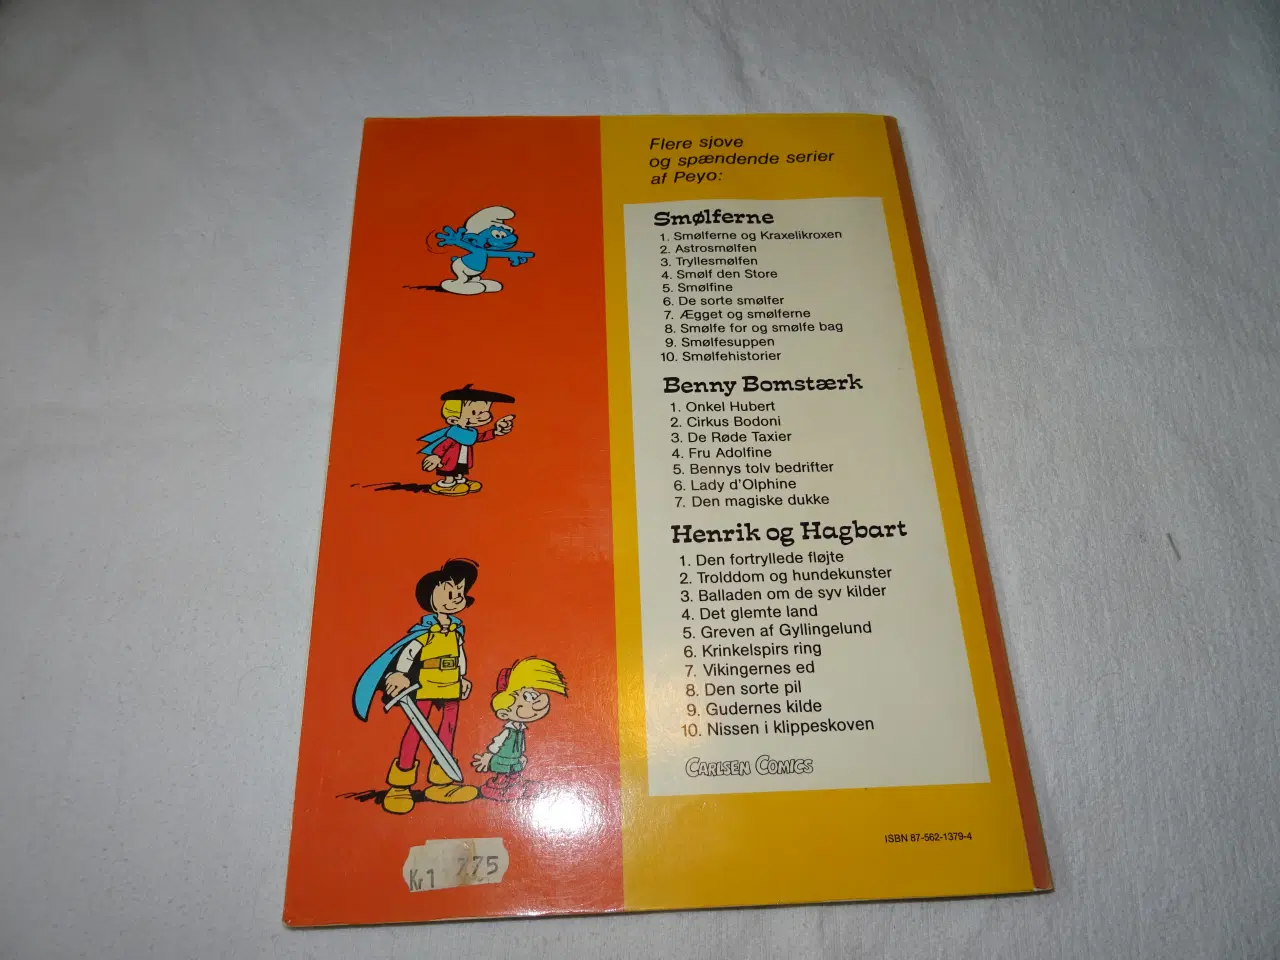 Flere sjove
og spændende serier
af Peyo:
Smølferne
1. Smølferne og Kraxelikroxen
2. Astrosmølfen
3. Tryllesmølfen
4. Smølf den Store
5. Smølfine
6. De sorte smølfer
7. Ægget og smølferne
8. Smølfe for og smølfe bag
9. Smølfesuppen
10. Smølfehistorier
Benny Bomstærk
1. Onkel Hubert
2. Cirkus Bodoni
3. De Røde Taxier
4. Fru Adolfine
5. Bennys tolv bedrifter
6. Lady d'Olphine
7. Den magiske dukke
Henrik og Hagbart
1. Den fortryllede fløjte
2. Trolddom og hundekunster
3. Balladen om de syv kilder
4. Det glemte land
5. Greven af Gyllingelund
6. Krinkelspirs ring
7. Vikingernes ed
8. Den sorte pil
9. Gudernes kilde
10. Nissen i klippeskoven
CARLSEN COMICS
ISBN 87-562-1379-4
Kr